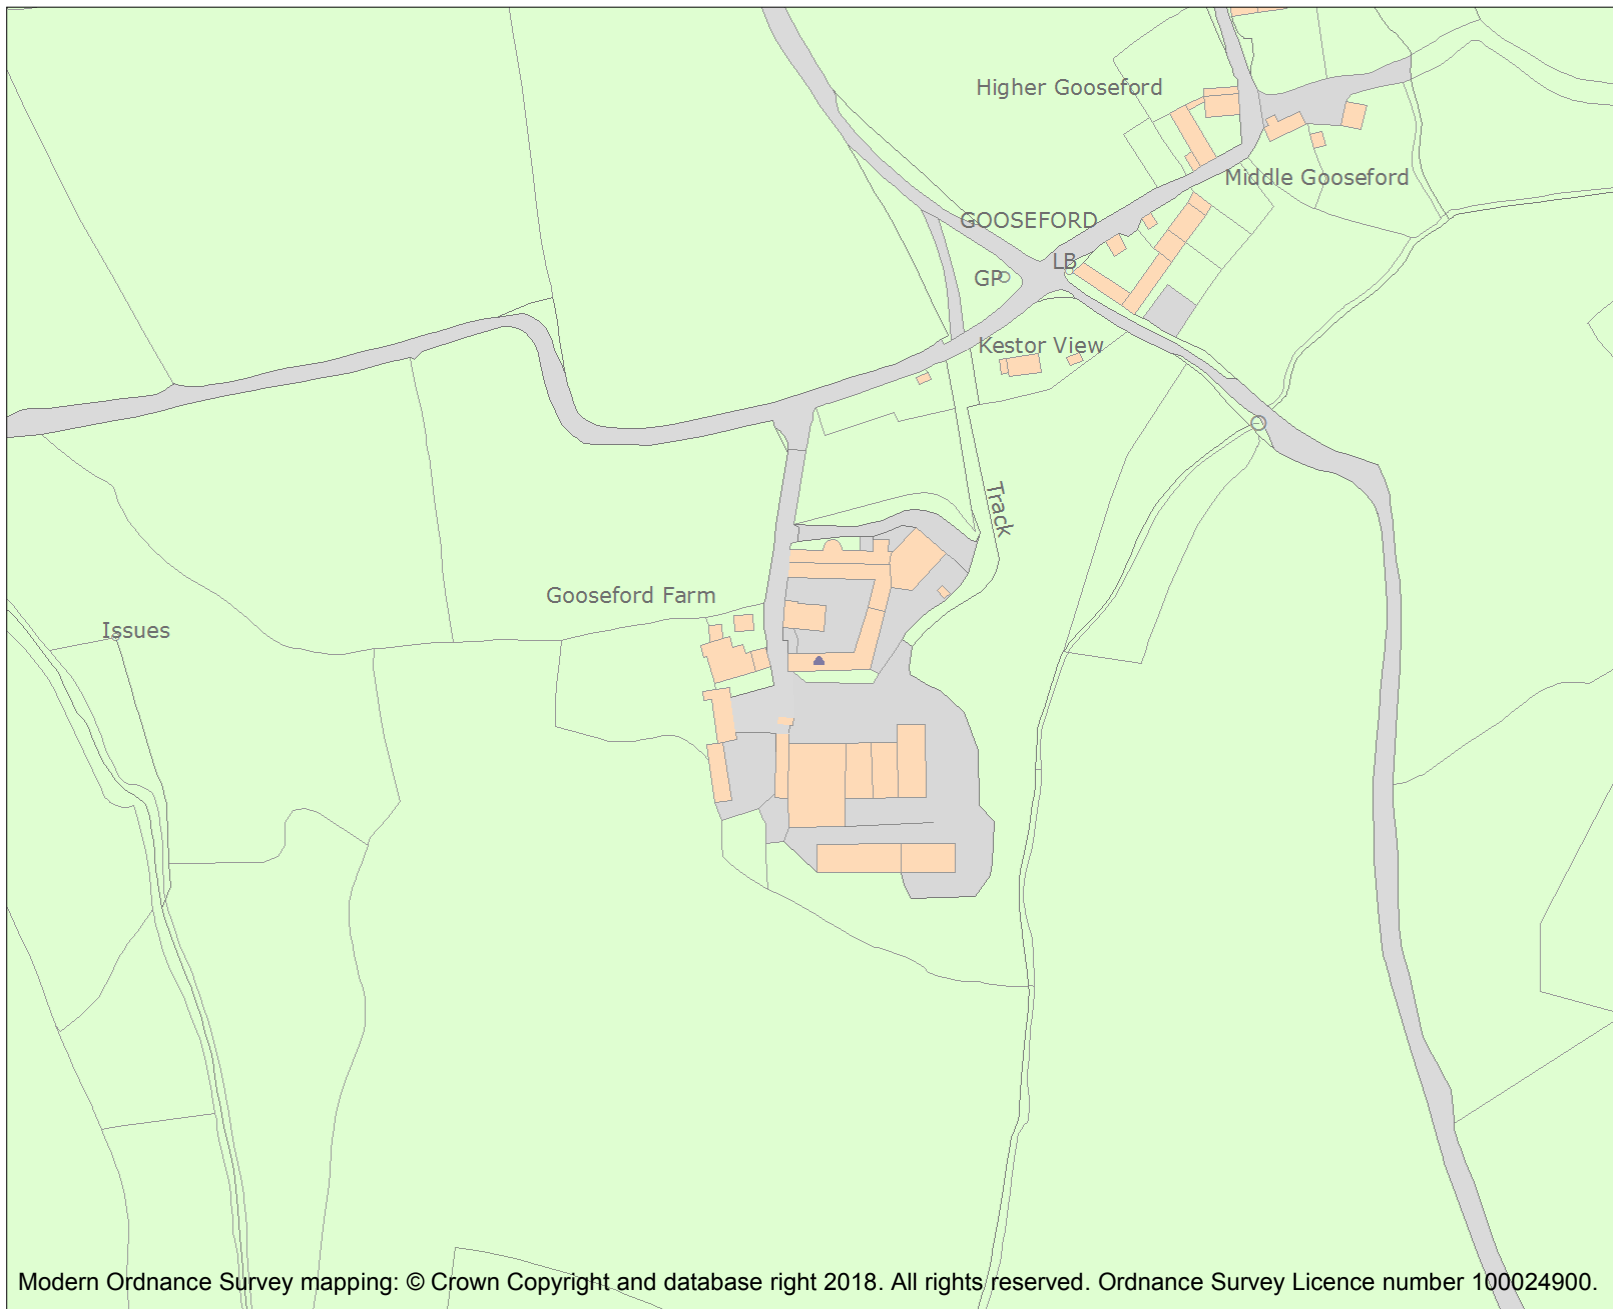 Higher Gooseford
Middle Gooseford
GOOSEFORD
LB
GP
Kestor View
Track
Gooseford Farm
Issues
Modern Ordnance Survey mapping: © Crown Copyright and database right 2018. All rights reserved. Ordnance Survey Licence number 100024900.